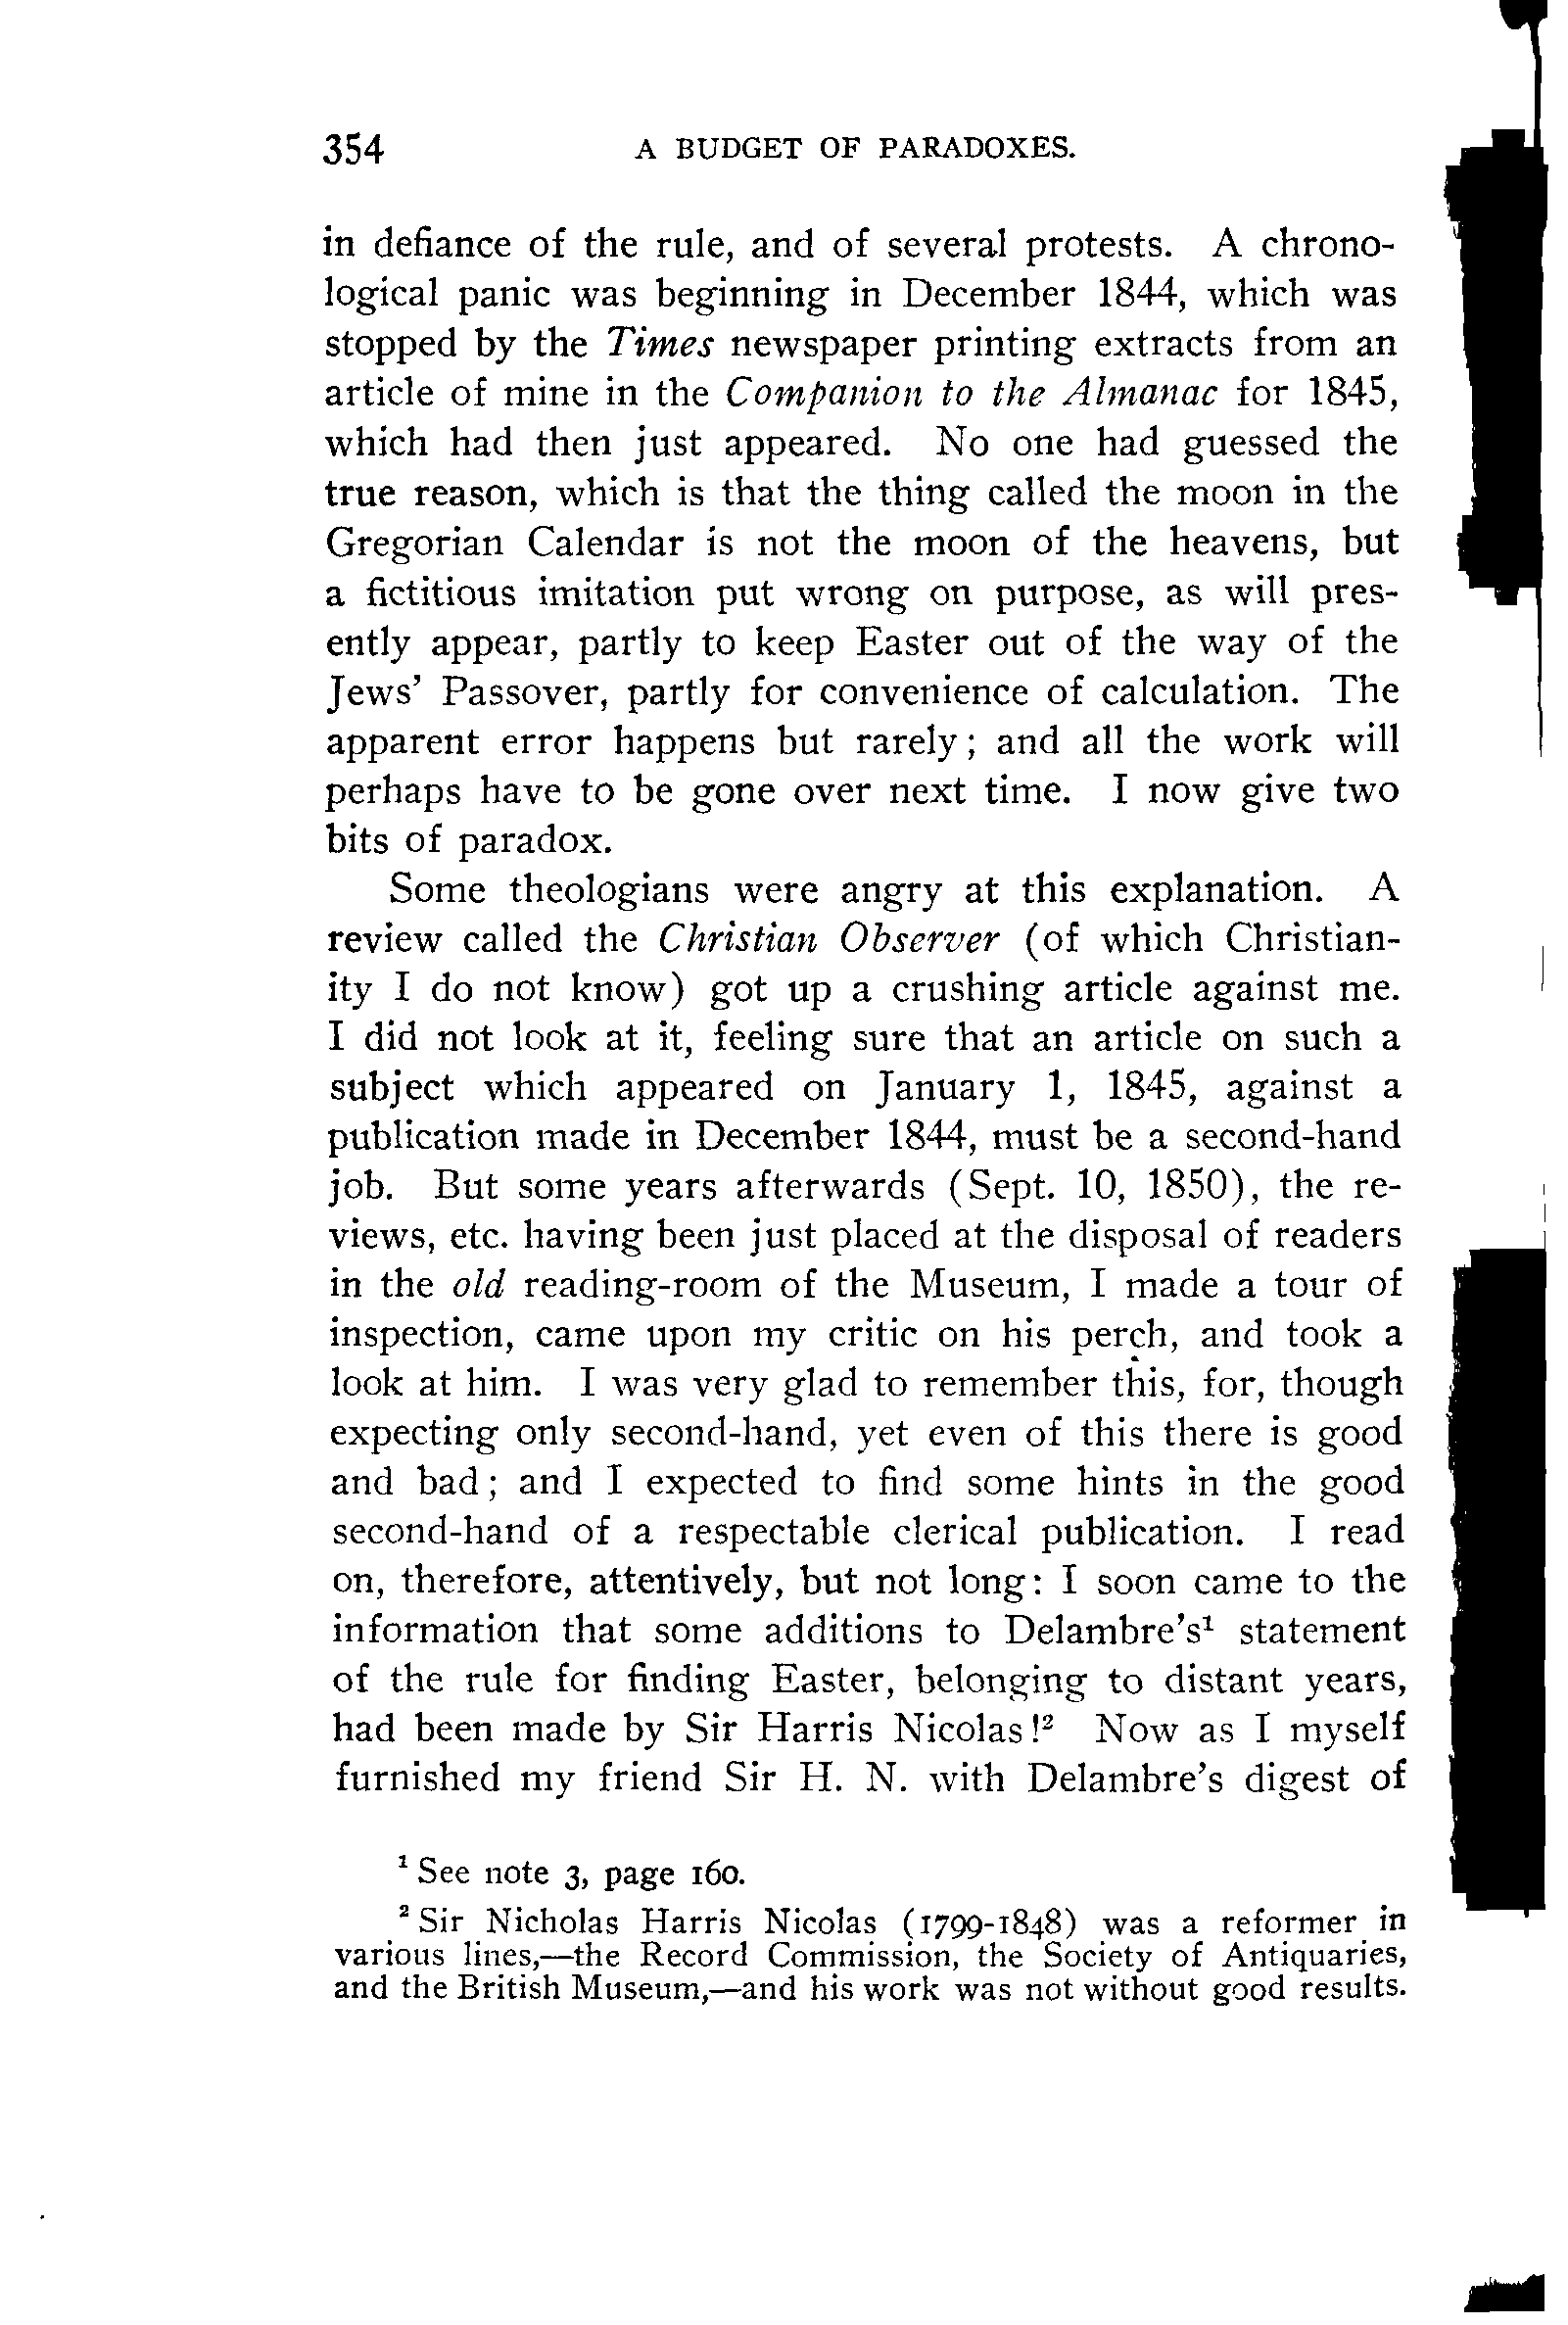 354 A BUDGET OF PARADOXES.
in defiance of the rule, and of several protests. A chrono-
logical panic was beginning in December 1844, which was
stopped by the Times newspaper printing extracts from an
article of mine in the Companion to the Almanac for 1845,
which had then just appeared. No one had guessed the
true reason, which is that the thing called the moon in the
Gregorian Calendar is not the moon of the heavens, but
a fictitious imitation put wrong on purpose, as will pres-
ently appear, partly to keep Easter out of the way of the
Jews' Passover, partly for convenience of calculation. The
apparent error happens but rarely; and all the work will
perhaps have to be gone over next time. I now give two
bits of paradox.
Some theologians were angry at this explanation. A
review called the Christian Observer (of which Christian-
ity I do not know) got up a crushing article against me.
I did not look at it, feeling sure that an article on such a
subject which appeared on January 1, 1845, against a
publication made in December 1844, must be a second-hand
job. But some years afterwards (Sept. 10, 1850), the re-
views, etc. having been just placed at the disposal of readers
in the old reading-room of the Museum, I made a tour of
inspection, came upon my critic on his perch, and took a
look at him. I was very glad to remember this, for, though
expecting only second-hand, yet even of this there is good
and bad; and I expected to find some hints in the good
second-hand of a respectable clerical publication. I read
on, therefore, attentively, but not long: I soon came to the
information that some additions to Delambre's¹ statement
of the rule for finding Easter, belonging to distant years,
had been made by Sir Harris Nicolas!² Now as I myself
furnished my friend Sir H. N. with Delambre's digest of
¹ See note 3, page 160.
² Sir Nicholas Harris Nicolas (1799-1848) was a reformer in
various lines,—the Record Commission, the Society of Antiquaries,
and the British Museum,—and his work was not without good results.